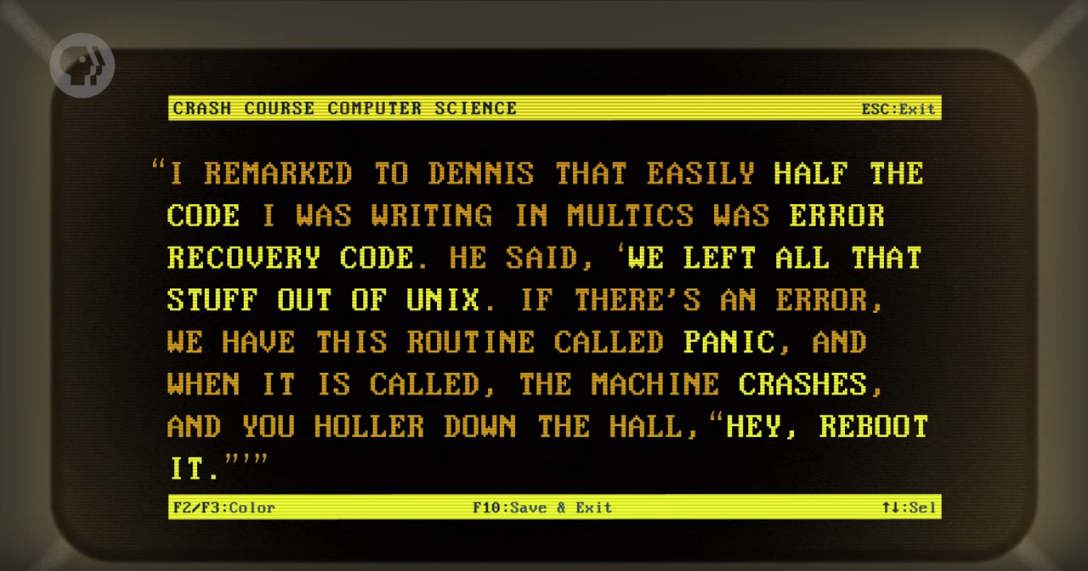 CRASH COURSE COMPUTER SCIENCE ESC:Exit
“I REMARKED TO DENNIS THAT EASILY HALF THE
CODE I WAS WRITING IN MULTICS WAS ERROR
RECOVERY CODE. HE SAID, ‘WE LEFT ALL THAT
STUFF OUT OF UNIX. IF THERE’S AN ERROR,
WE HAVE THIS ROUTINE CALLED PANIC, AND
WHEN IT IS CALLED, THE MACHINE CRASHES,
AND YOU HOLLER DOWN THE HALL, “HEY, REBOOT
IT.”’”
F2/F3:Color F10:Save & Exit ↑↓:Sel